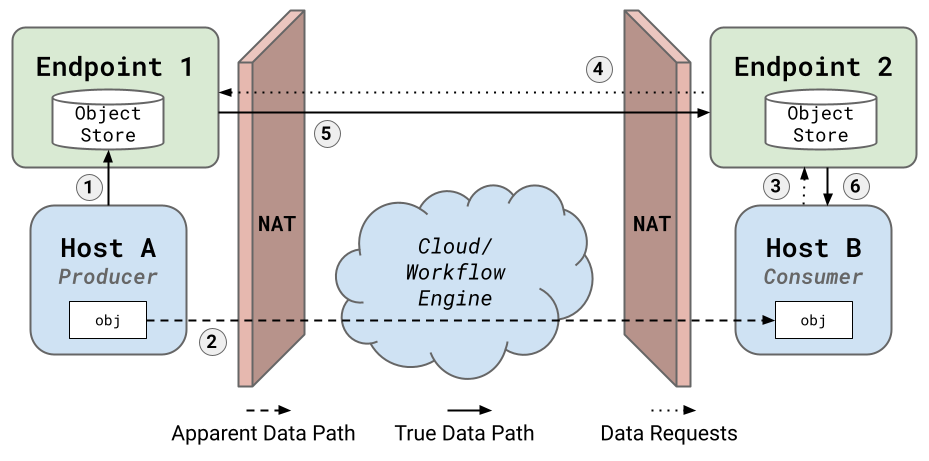 Endpoint 1
Object
Store
Endpoint 2
Object
Store
4
5
1
3
6
NAT
NAT
Host A
Producer
obj
Cloud/
Workflow
Engine
Host B
Consumer
obj
2
Apparent Data Path
True Data Path
Data Requests